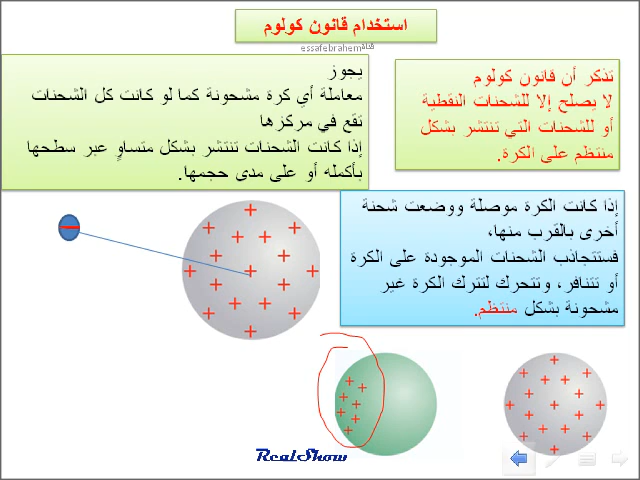 استخدام قانون كولوم
essafebrahem قناة
يجوز
معاملة أي كرة مشحونة كما لو كانت كل الشحنات
تقع في مركزها
إذا كانت الشحنات تنتشر بشكل متساوٍ عبر سطحها
بأكمله أو على مدى حجمها.
تذكر أن قانون كولوم
لا يصلح إلا للشحنات النقطية
أو للشحنات التي تنتشر بشكل
منتظم على الكرة.
إذا كانت الكرة موصلة ووضعت شحنة
أخرى بالقرب منها،
فستتجاذب الشحنات الموجودة على الكرة
أو تتنافر، وتتحرك لتترك الكرة غير
مشحونة بشكل منتظم.
RealShow